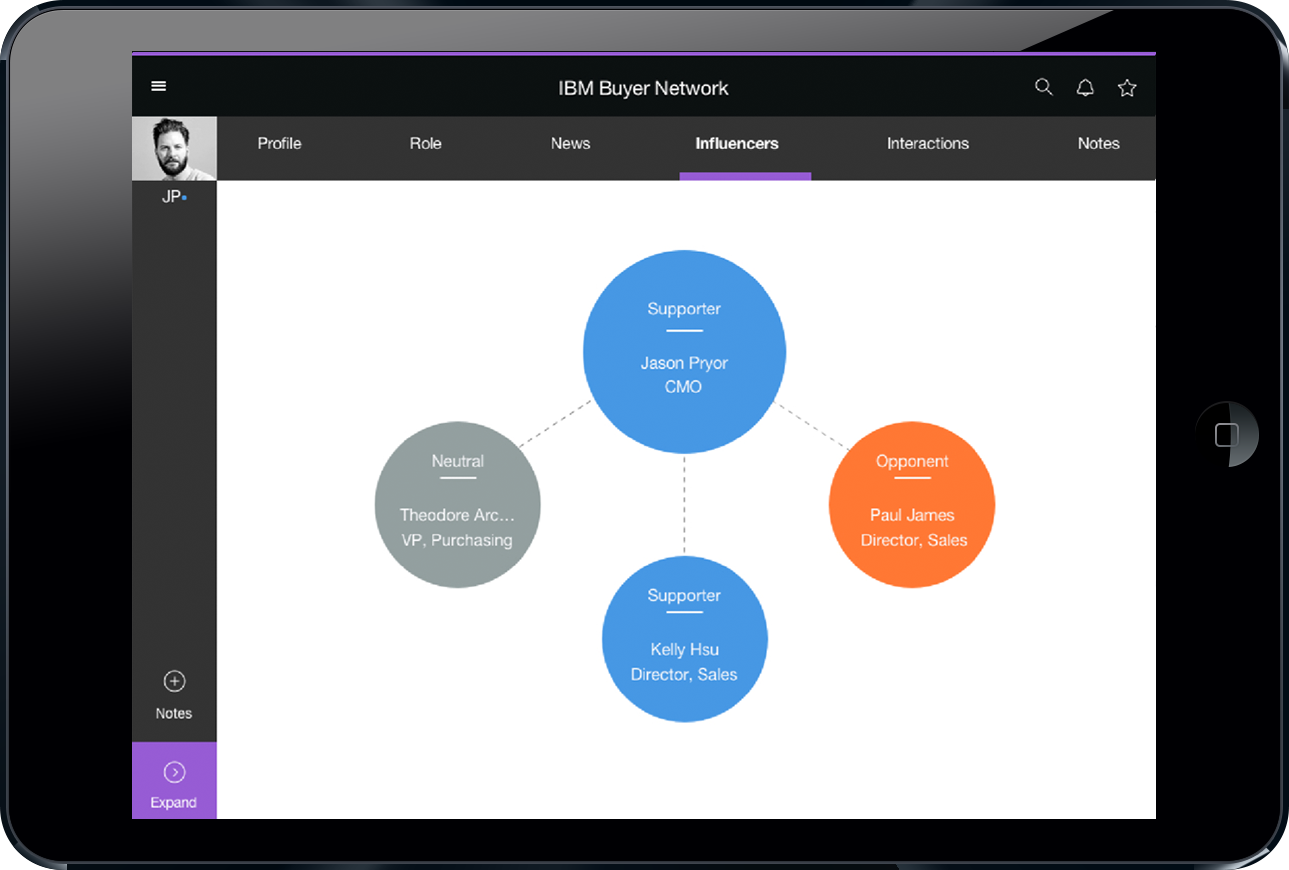 IBM Buyer Network
Profile
Role
News
Influencers
Interactions
Notes
JP
Supporter
Jason Pryor
CMO
Neutral
Theodore Arc...
VP, Purchasing
Opponent
Paul James
Director, Sales
Supporter
Kelly Hsu
Director, Sales
Notes
Expand